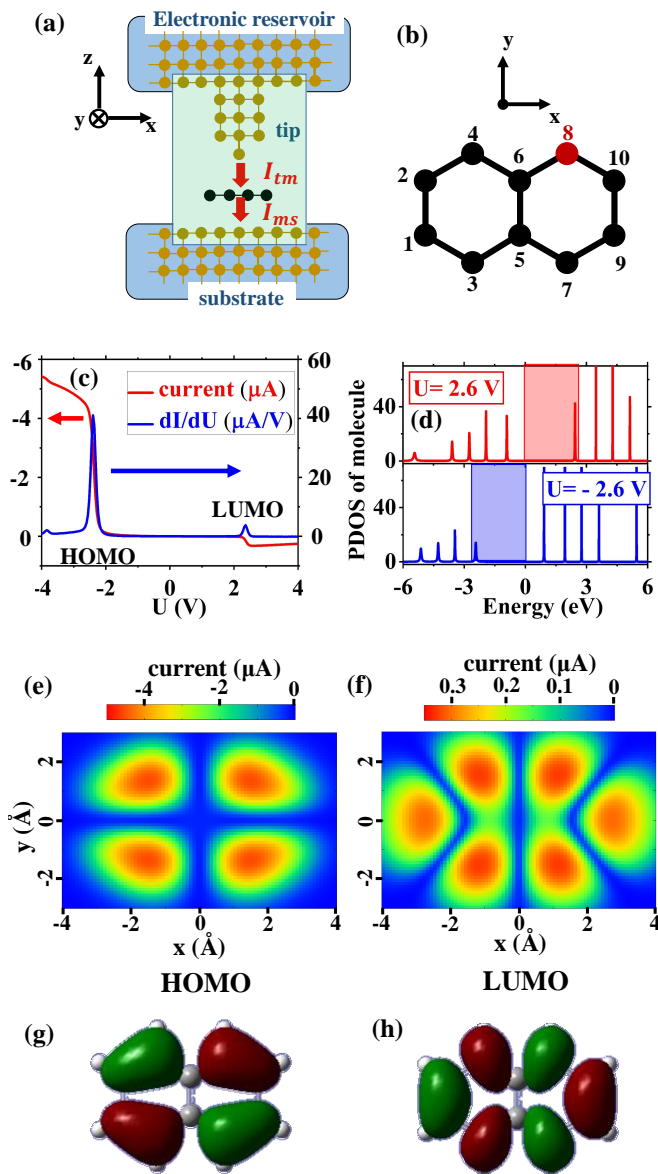 (a)
Electronic reservoir
z
y
x
tip
I_tm
I_ms
substrate
(b)
y
x
4
8
2
6
10
1
5
3
7
9
(c)
-6
-4
-2
0
60
40
20
0
current (μA)
dI/dU (μA/V)
LUMO
HOMO
-4 -2 0 2 4
U (V)
(d)
U= 2.6 V
U= - 2.6 V
PDOS of molecule
40
0
40
0
-6 -3 0 3 6
Energy (eV)
(e)
current (μA)
-4 -2 0
y (Å)
2
0
-2
-4 -2 0 2 4
x (Å)
HOMO
(f)
current (μA)
0.3 0.2 0.1 0
2
0
-2
-4 -2 0 2 4
x (Å)
LUMO
(g)
(h)